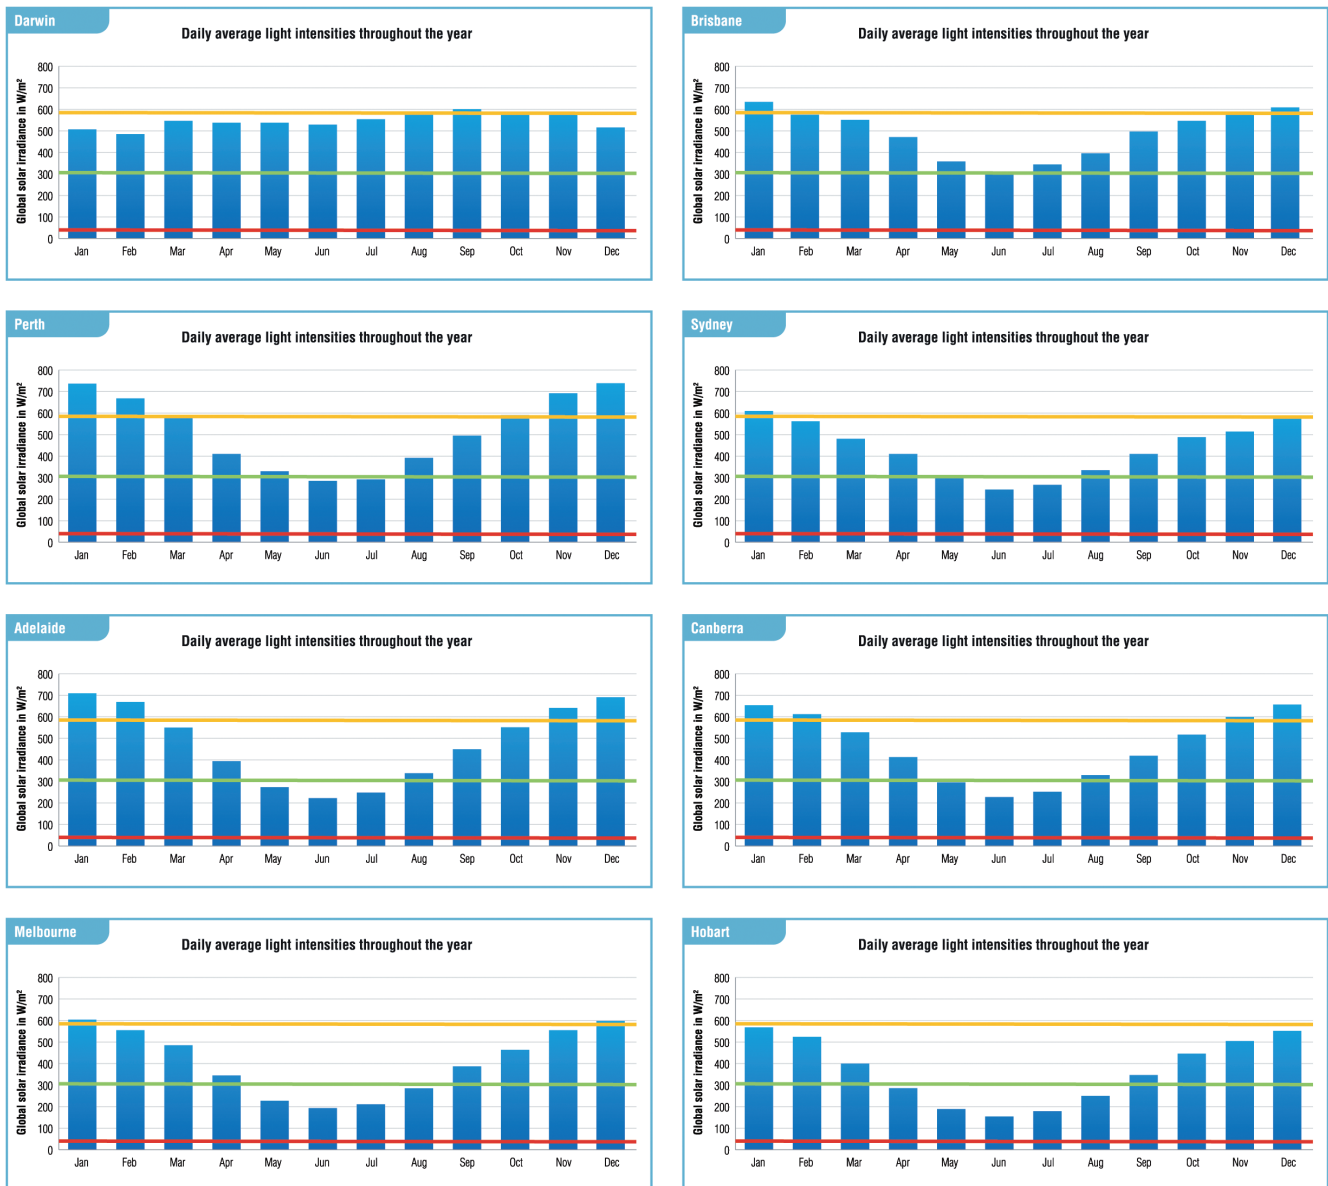 Darwin
Daily average light intensities throughout the year
Global solar irradiance in W/m²
800
700
600
500
400
300
200
100
0
Jan Feb Mar Apr May Jun Jul Aug Sep Oct Nov Dec
Brisbane
Daily average light intensities throughout the year
Global solar irradiance in W/m²
800
700
600
500
400
300
200
100
0
Jan Feb Mar Apr May Jun Jul Aug Sep Oct Nov Dec
Perth
Daily average light intensities throughout the year
Global solar irradiance in W/m²
800
700
600
500
400
300
200
100
0
Jan Feb Mar Apr May Jun Jul Aug Sep Oct Nov Dec
Sydney
Daily average light intensities throughout the year
Global solar irradiance in W/m²
800
700
600
500
400
300
200
100
0
Jan Feb Mar Apr May Jun Jul Aug Sep Oct Nov Dec
Adelaide
Daily average light intensities throughout the year
Global solar irradiance in W/m²
800
700
600
500
400
300
200
100
0
Jan Feb Mar Apr May Jun Jul Aug Sep Oct Nov Dec
Canberra
Daily average light intensities throughout the year
Global solar irradiance in W/m²
800
700
600
500
400
300
200
100
0
Jan Feb Mar Apr May Jun Jul Aug Sep Oct Nov Dec
Melbourne
Daily average light intensities throughout the year
Global solar irradiance in W/m²
800
700
600
500
400
300
200
100
0
Jan Feb Mar Apr May Jun Jul Aug Sep Oct Nov Dec
Hobart
Daily average light intensities throughout the year
Global solar irradiance in W/m²
800
700
600
500
400
300
200
100
0
Jan Feb Mar Apr May Jun Jul Aug Sep Oct Nov Dec